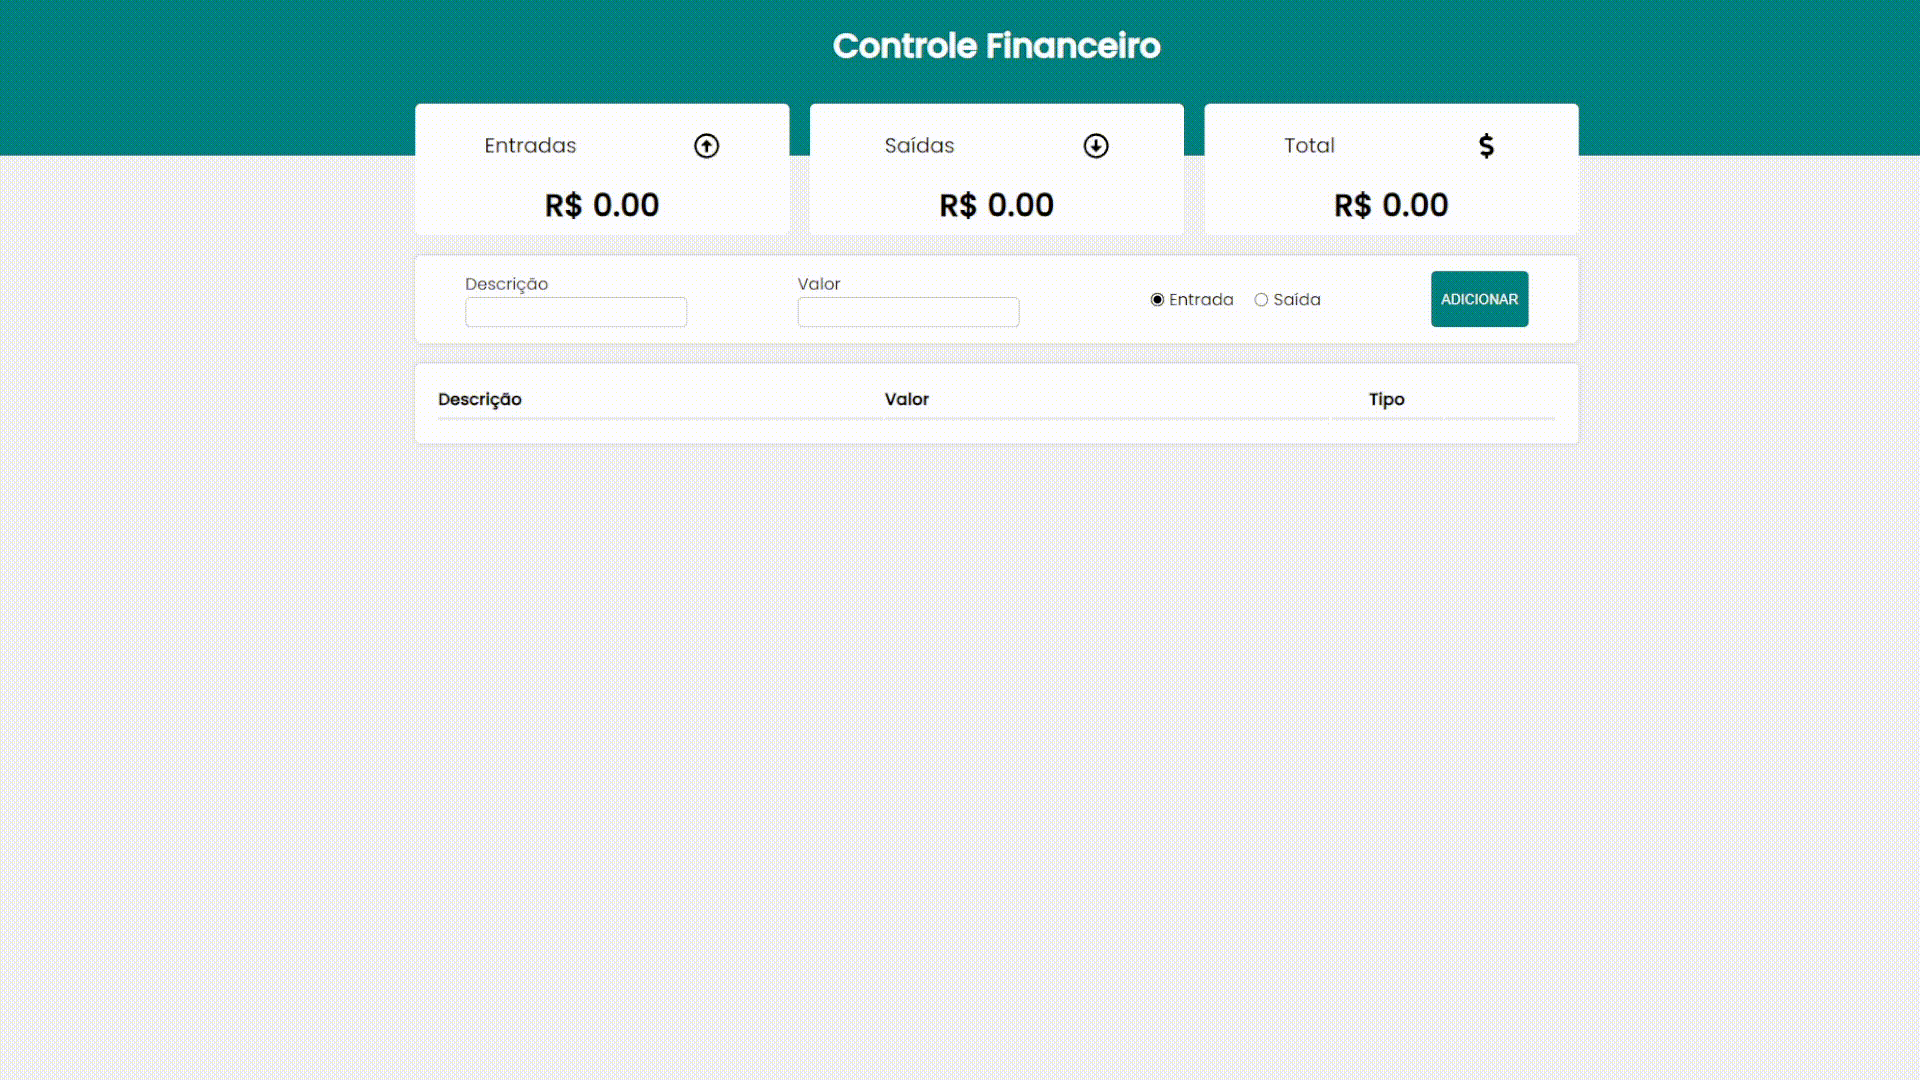 Controle Financeiro
Entradas
R$ 0.00
Saídas
R$ 0.00
Total
$
R$ 0.00
Descrição
Valor
Entrada
Saída
ADICIONAR
Descrição Valor Tipo